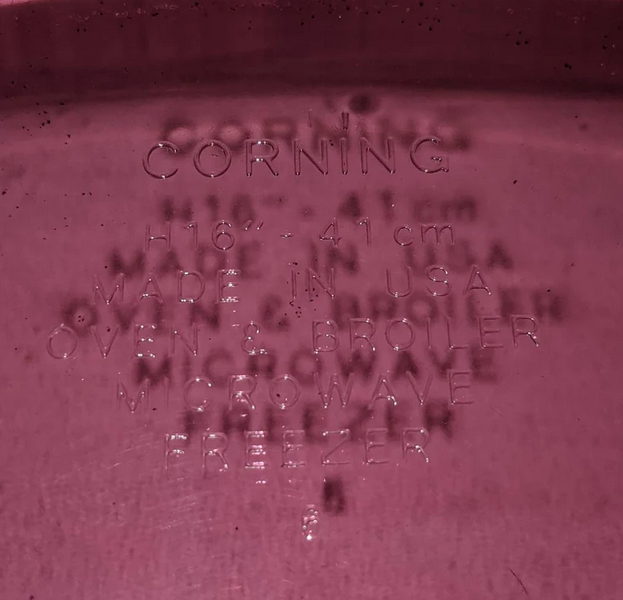 CORNING
H16" - 41 cm
MADE IN USA
OVEN & BROILER
MICROWAVE
FREEZER